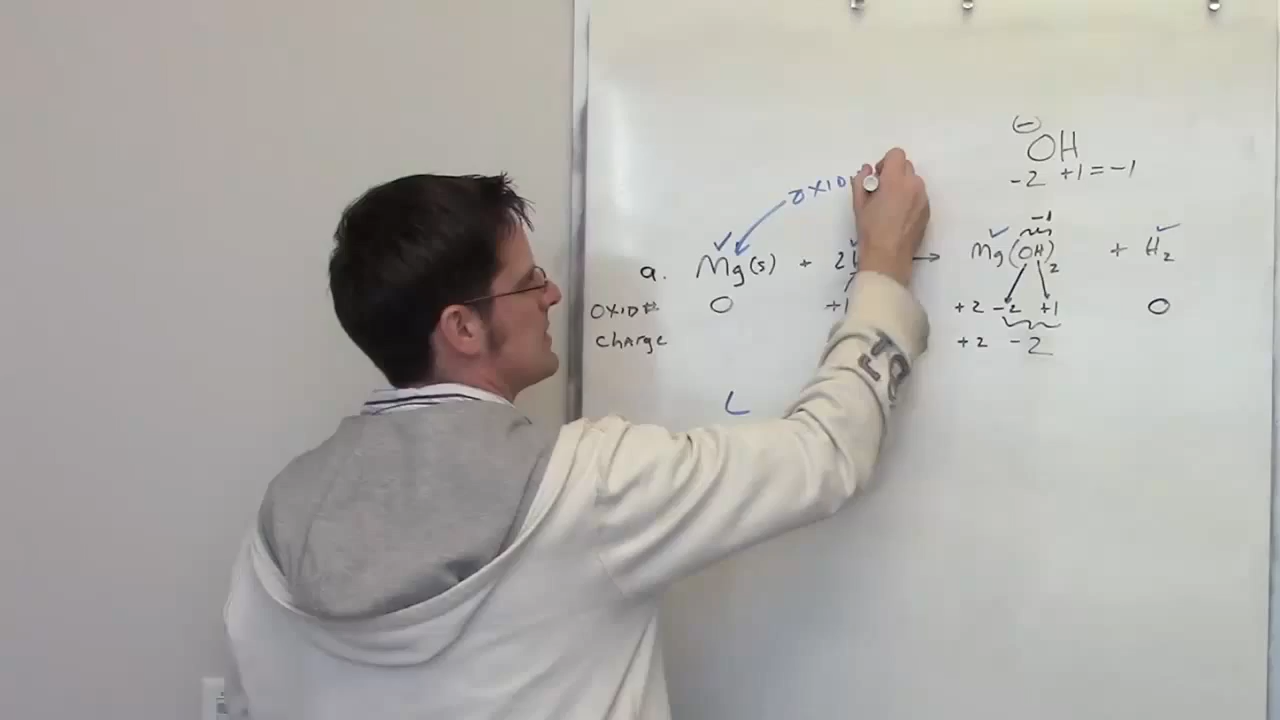 (-)
OH
-2 +1 = -1
OXID
-1
a. Mg(s) + 2 → Mg(OH)2 + H2
OXID# 0 +1 +2 -2 +1 0
charge +2 -2
L